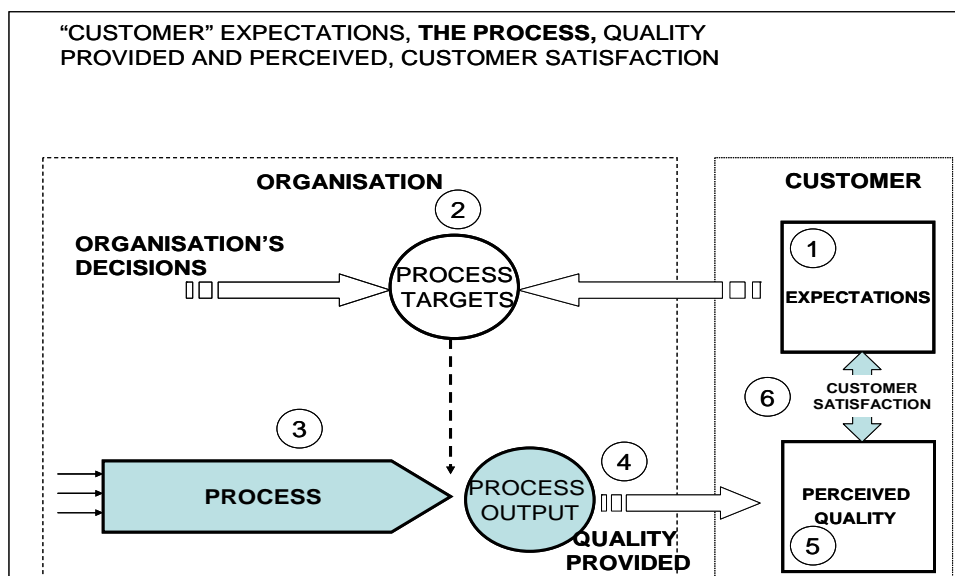 “CUSTOMER” EXPECTATIONS, THE PROCESS, QUALITY
PROVIDED AND PERCEIVED, CUSTOMER SATISFACTION
ORGANISATION
CUSTOMER
2
1
ORGANISATION’S
DECISIONS
PROCESS
TARGETS
EXPECTATIONS
6
CUSTOMER
SATISFACTION
3
4
PROCESS
PROCESS
OUTPUT
QUALITY
PROVIDED
PERCEIVED
QUALITY
5